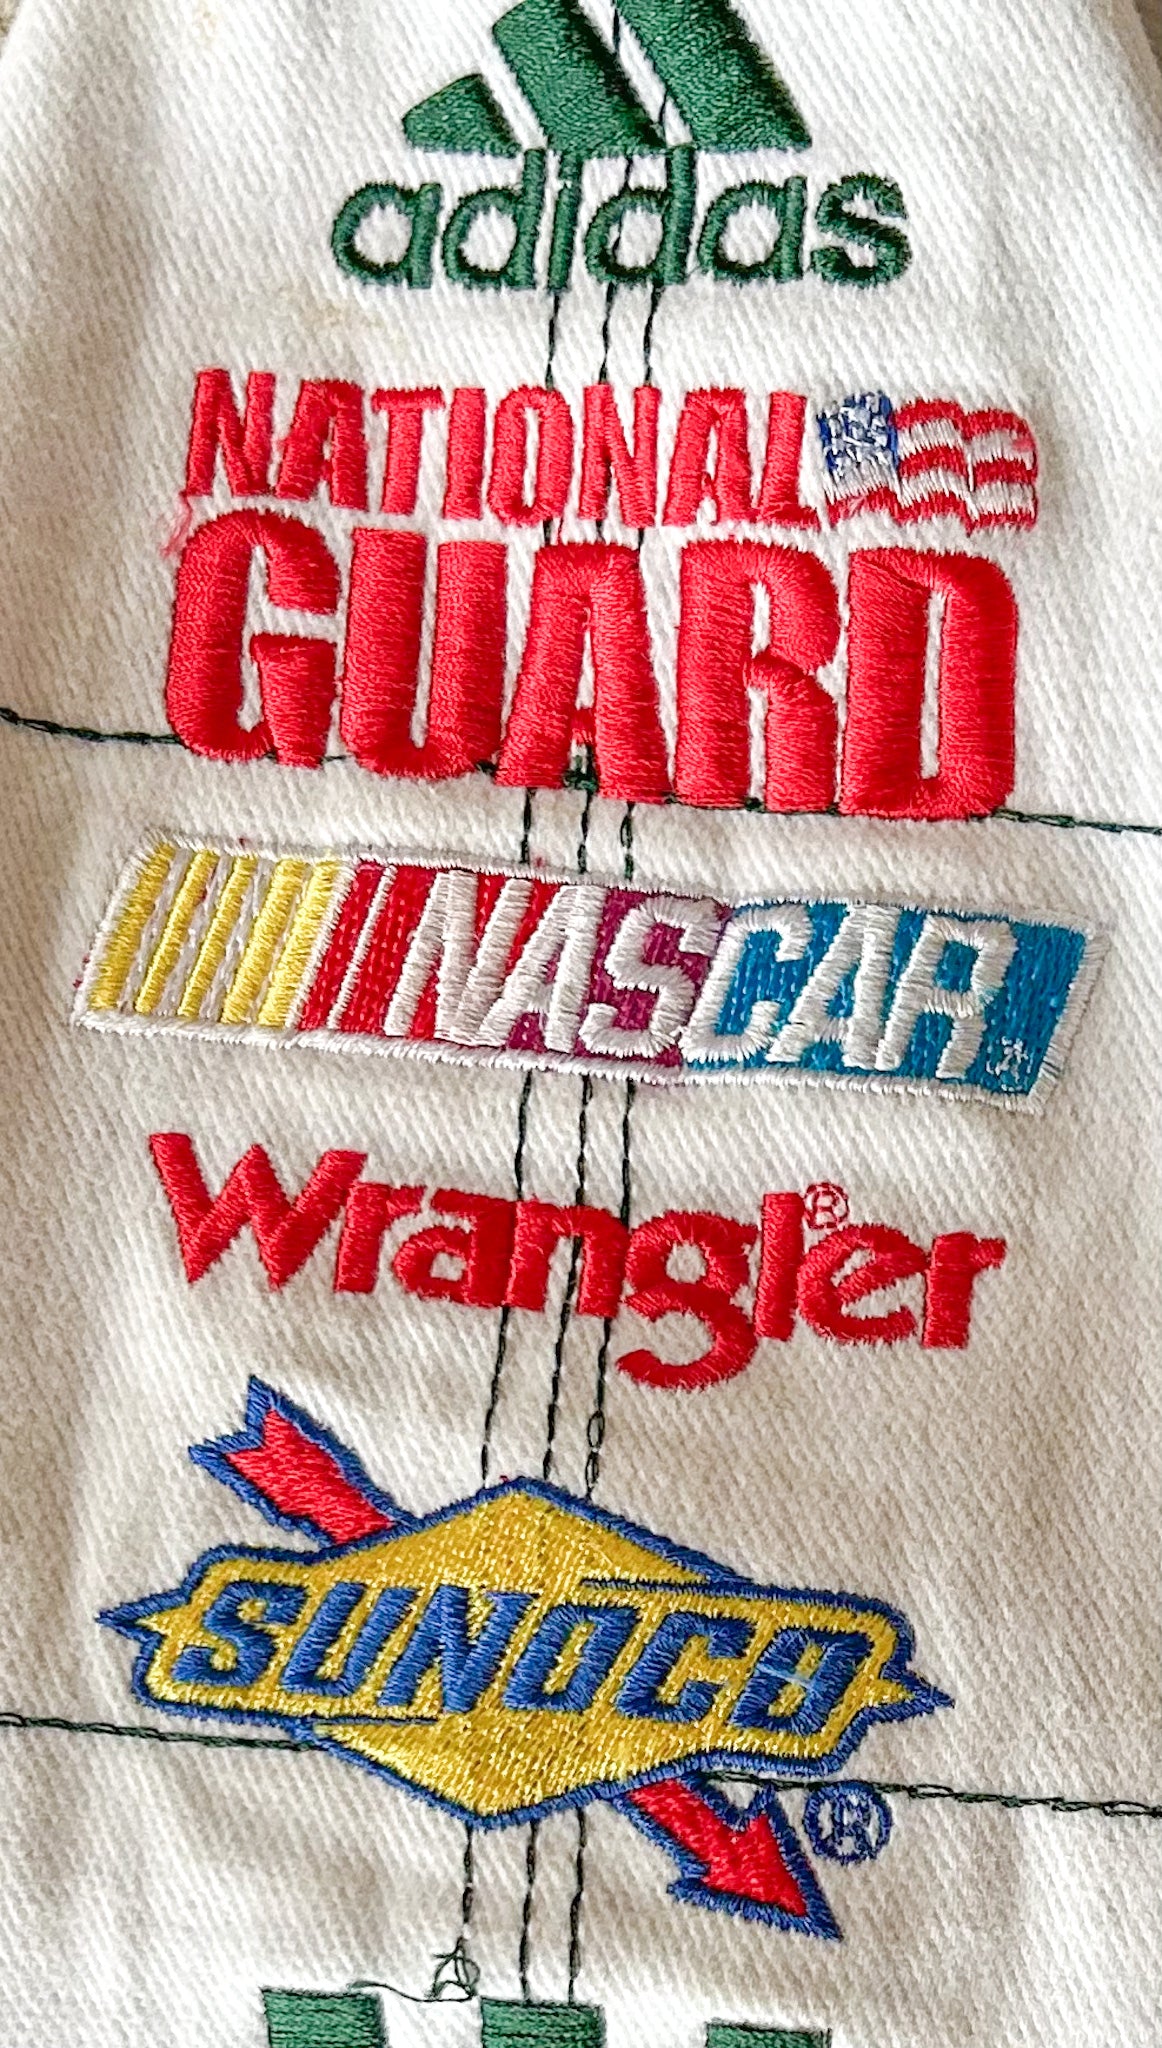 adidas
NATIONAL
GUARD
NASCAR
Wrangler®
SUNOCO
®